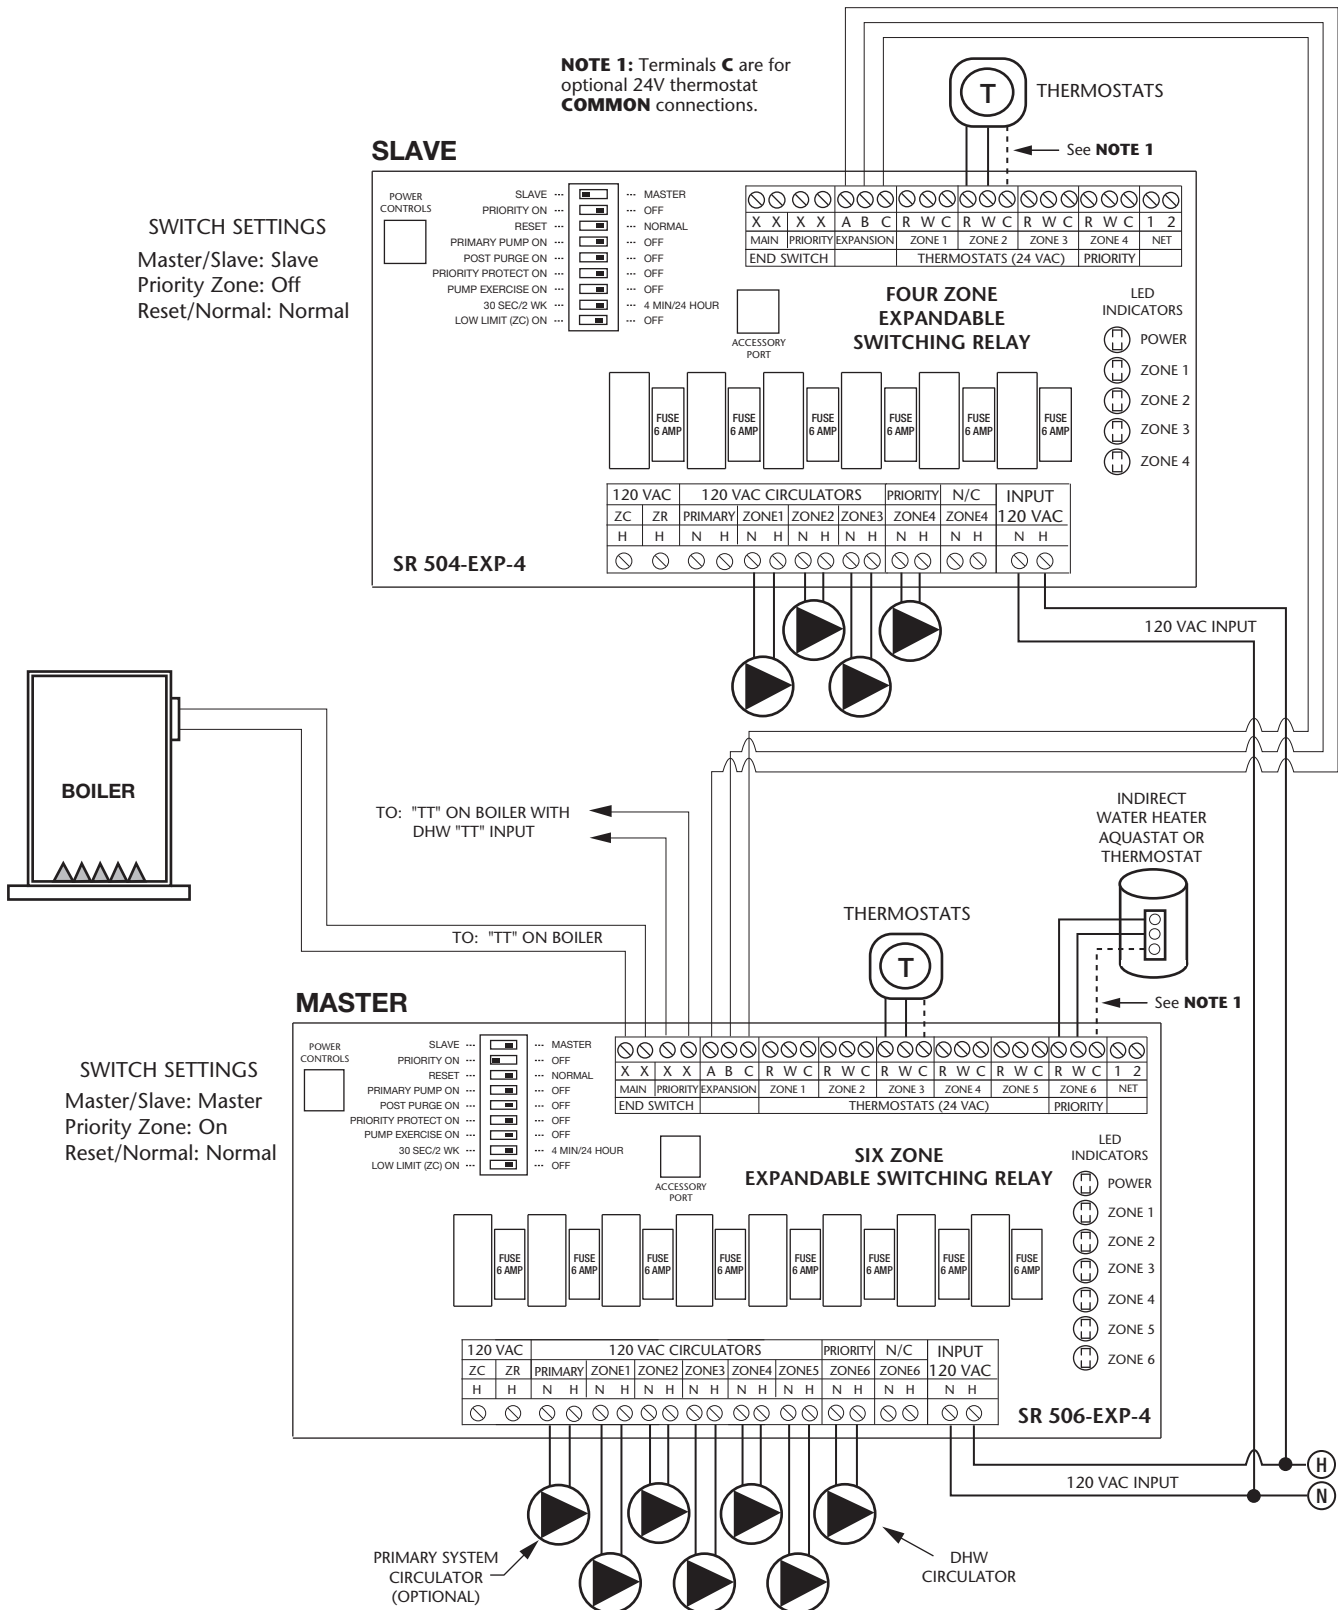 NOTE 1: Terminals C are for
optional 24V thermostat
COMMON connections.
T
THERMOSTATS
See NOTE 1
SLAVE
SWITCH SETTINGS
Master/Slave: Slave
Priority Zone: Off
Reset/Normal: Normal
POWER
CONTROLS
SLAVE --- --- MASTER
PRIORITY ON --- --- OFF
RESET --- --- NORMAL
PRIMARY PUMP ON --- --- OFF
POST PURGE ON --- --- OFF
PRIORITY PROTECT ON --- --- OFF
PUMP EXERCISE ON --- --- OFF
30 SEC/2 WK --- --- 4 MIN/24 HOUR
LOW LIMIT (ZC) ON --- --- OFF
X X X X A B C R W C R W C R W C R W C 1 2
MAIN PRIORITY EXPANSION ZONE 1 ZONE 2 ZONE 3 ZONE 4 NET
END SWITCH THERMOSTATS (24 VAC) PRIORITY
ACCESSORY
PORT
FOUR ZONE
EXPANDABLE
SWITCHING RELAY
LED
INDICATORS
POWER
ZONE 1
ZONE 2
ZONE 3
ZONE 4
FUSE FUSE FUSE FUSE FUSE FUSE
6 AMP 6 AMP 6 AMP 6 AMP 6 AMP 6 AMP
120 VAC 120 VAC CIRCULATORS PRIORITY N/C INPUT
ZC ZR PRIMARY ZONE1 ZONE2 ZONE3 ZONE4 ZONE4 120 VAC
H H N H N H N H N H N H N H N H
SR 504-EXP-4
120 VAC INPUT
BOILER
TO: "TT" ON BOILER WITH
DHW "TT" INPUT
TO: "TT" ON BOILER
INDIRECT
WATER HEATER
AQUASTAT OR
THERMOSTAT
THERMOSTATS
T
See NOTE 1
MASTER
SWITCH SETTINGS
Master/Slave: Master
Priority Zone: On
Reset/Normal: Normal
POWER
CONTROLS
SLAVE --- --- MASTER
PRIORITY ON --- --- OFF
RESET --- --- NORMAL
PRIMARY PUMP ON --- --- OFF
POST PURGE ON --- --- OFF
PRIORITY PROTECT ON --- --- OFF
PUMP EXERCISE ON --- --- OFF
30 SEC/2 WK --- --- 4 MIN/24 HOUR
LOW LIMIT (ZC) ON --- --- OFF
X X X X A B C R W C R W C R W C R W C R W C R W C 1 2
MAIN PRIORITY EXPANSION ZONE 1 ZONE 2 ZONE 3 ZONE 4 ZONE 5 ZONE 6 NET
END SWITCH THERMOSTATS (24 VAC) PRIORITY
ACCESSORY
PORT
SIX ZONE
EXPANDABLE SWITCHING RELAY
LED
INDICATORS
POWER
ZONE 1
ZONE 2
ZONE 3
ZONE 4
ZONE 5
ZONE 6
FUSE FUSE FUSE FUSE FUSE FUSE FUSE FUSE
6 AMP 6 AMP 6 AMP 6 AMP 6 AMP 6 AMP 6 AMP 6 AMP
120 VAC 120 VAC CIRCULATORS PRIORITY N/C INPUT
ZC ZR PRIMARY ZONE1 ZONE2 ZONE3 ZONE4 ZONE5 ZONE6 ZONE6 120 VAC
H H N H N H N H N H N H N H N H N H N H
SR 506-EXP-4
H
120 VAC INPUT
N
PRIMARY SYSTEM
CIRCULATOR
(OPTIONAL)
DHW
CIRCULATOR